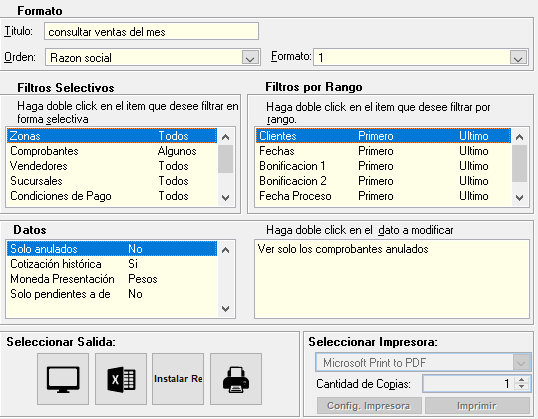 Formato
Titulo: consultar ventas del mes
Orden: Razon social Formato: 1
Filtros Selectivos
Haga doble click en el item que desee filtrar en
forma selectiva
Zonas Todos
Comprobantes Algunos
Vendedores Todos
Sucursales Todos
Condiciones de Pago Todos
Filtros por Rango
Haga doble click en el item que desee filtrar por
rango.
Clientes Primero Ultimo
Fechas Primero Ultimo
Bonificacion 1 Primero Ultimo
Bonificacion 2 Primero Ultimo
Fecha Proceso Primero Ultimo
Datos
Solo anulados No
Cotización histórica Si
Moneda Presentación Pesos
Solo pendientes a de No
Haga doble click en el dato a modificar
Ver solo los comprobantes anulados
Seleccionar Salida:
Instalar Re
Seleccionar Impresora:
Microsoft Print to PDF
Cantidad de Copias: 1
Config. Impresora Imprimir